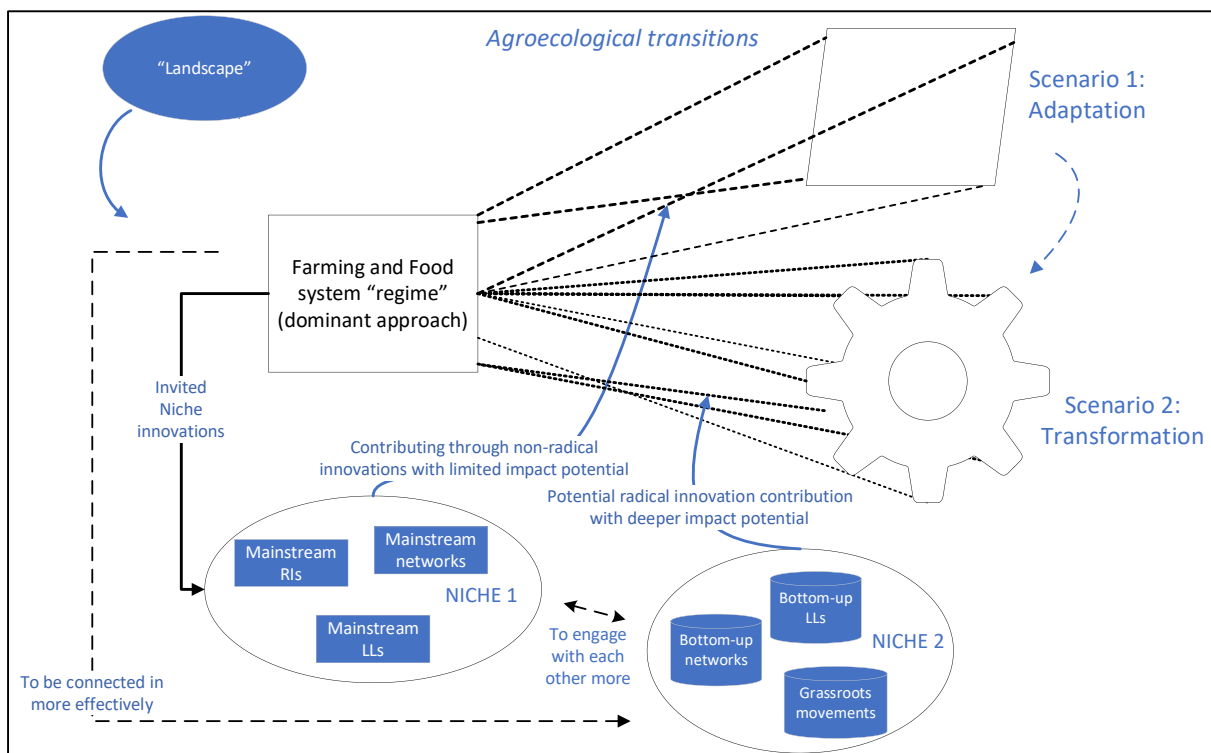 Agroecological transitions
“Landscape”
Scenario 1:
Adaptation
Farming and Food
system “regime”
(dominant approach)
Invited
Niche
innovations
Scenario 2:
Transformation
Contributing through non-radical
innovations with limited impact potential
Potential radical innovation contribution
with deeper impact potential
Mainstream
RIs
Mainstream
networks
NICHE 1
Mainstream
LLs
To engage
with each
other more
Bottom-up
LLs
Bottom-up
networks
NICHE 2
Grassroots
movements
To be connected in
more effectively